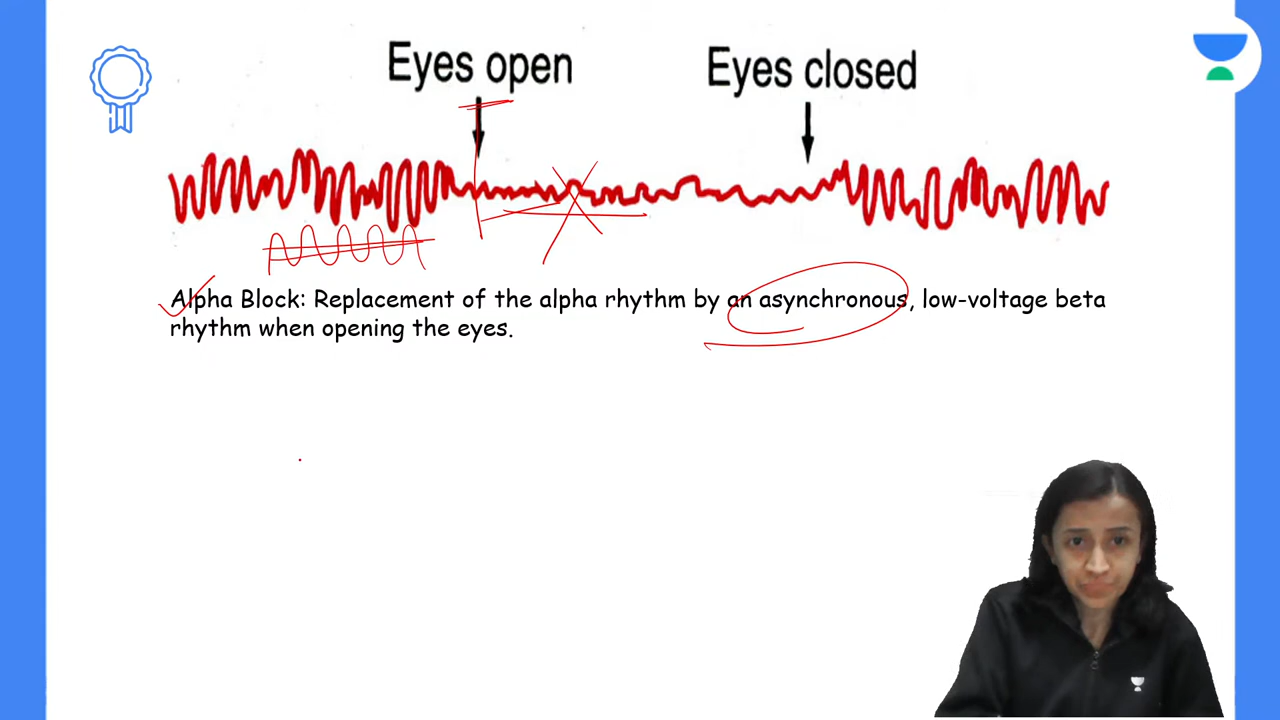 Eyes open
Eyes closed
Alpha Block: Replacement of the alpha rhythm by an asynchronous, low-voltage beta
rhythm when opening the eyes.